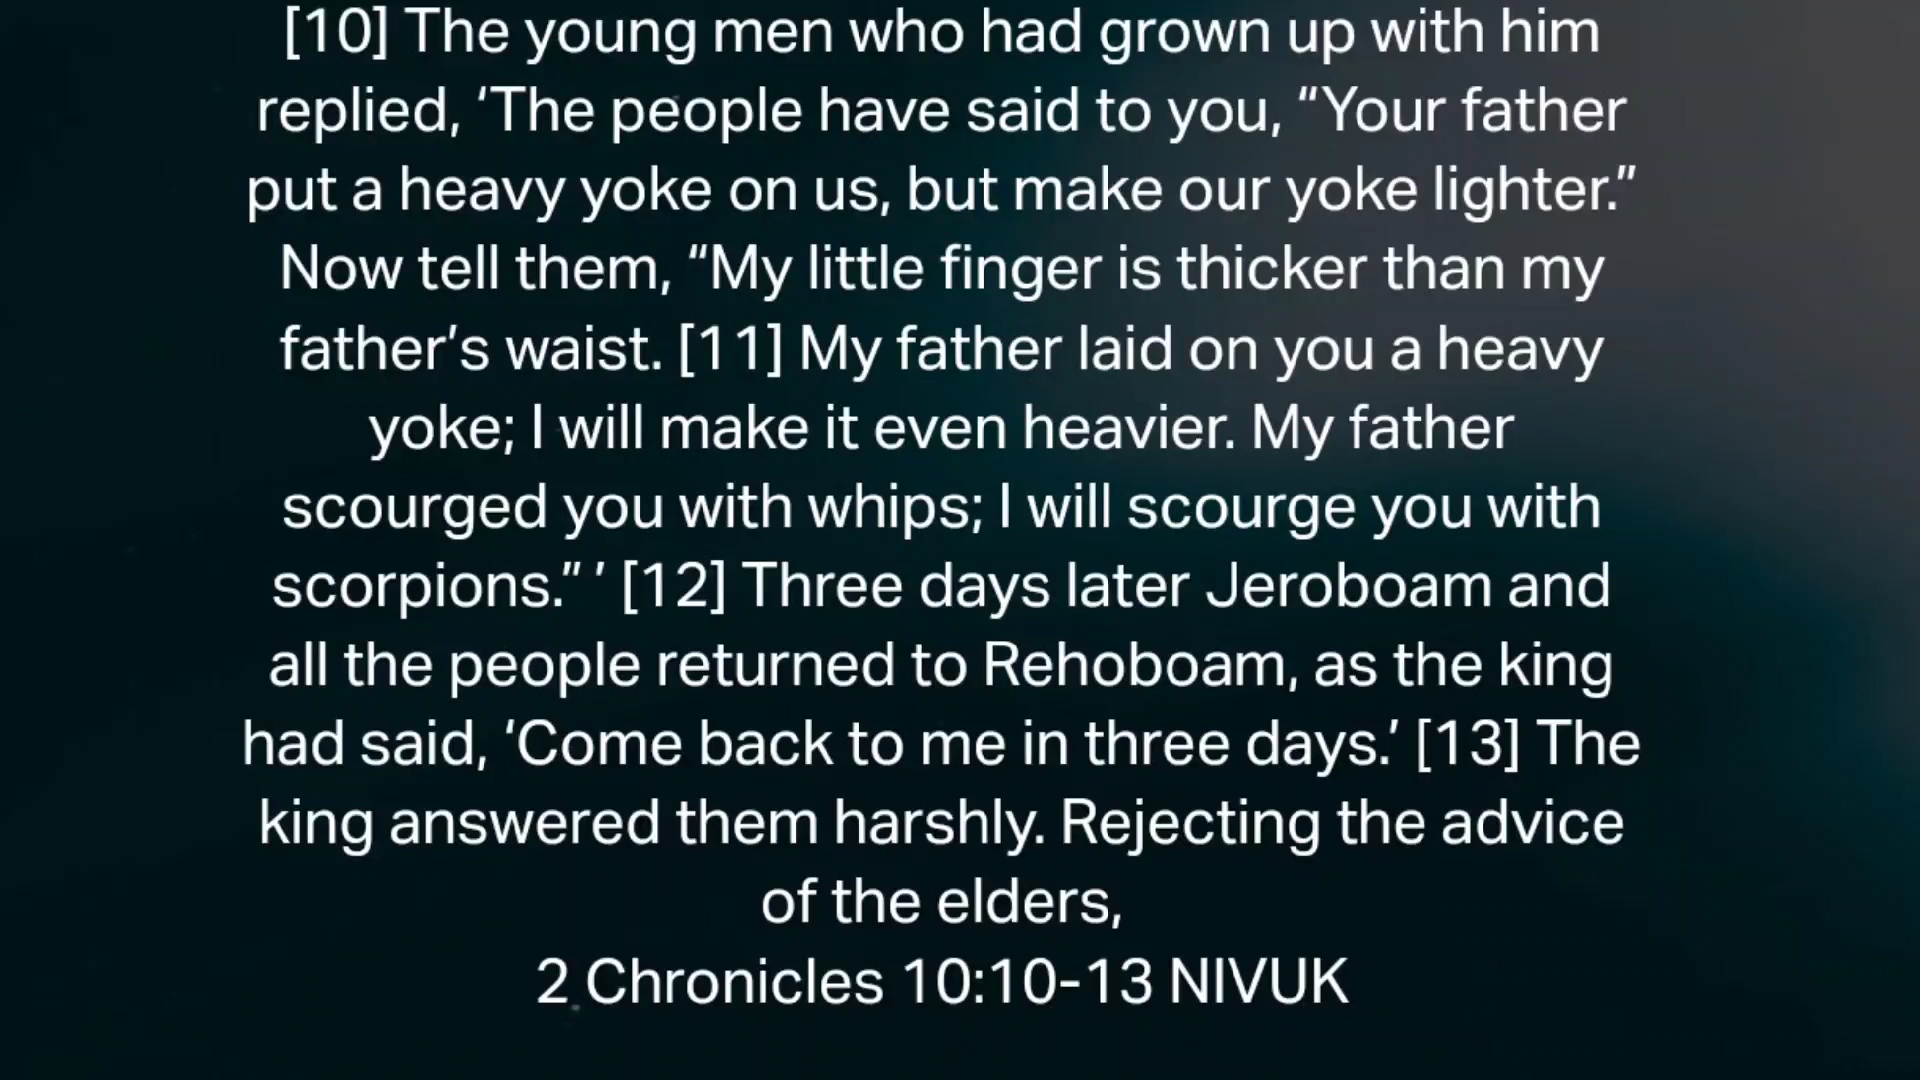 [10] The young men who had grown up with him
replied, ‘The people have said to you, “Your father
put a heavy yoke on us, but make our yoke lighter.”
Now tell them, “My little finger is thicker than my
father’s waist. [11] My father laid on you a heavy
yoke; I will make it even heavier. My father
scourged you with whips; I will scourge you with
scorpions.” ’ [12] Three days later Jeroboam and
all the people returned to Rehoboam, as the king
had said, ‘Come back to me in three days.’ [13] The
king answered them harshly. Rejecting the advice
of the elders,
2 Chronicles 10:10-13 NIVUK